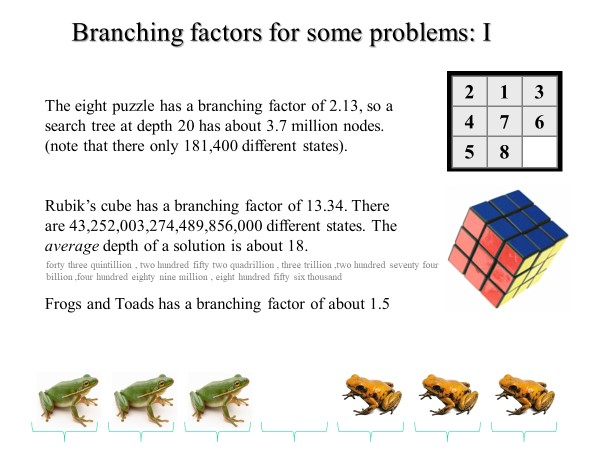 Branching factors for some problems: I
The eight puzzle has a branching factor of 2.13, so a
search tree at depth 20 has about 3.7 million nodes.
(note that there only 181,400 different states).
2 1 3
4 7 6
5 8
Rubik's cube has a branching factor of 13.34. There
are 43,252,003,274,489,856,000 different states. The
average depth of a solution is about 18.
forty three quintillion , two hundred fifty two quadrillion , three trillion ,two hundred seventy four
billion ,four hundred eighty nine million , eight hundred fifty six thousand
Frogs and Toads has a branching factor of about 1.5